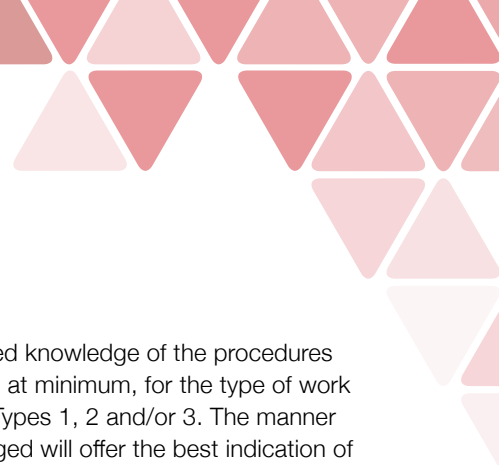 ed knowledge of the procedures
at minimum, for the type of work
Types 1, 2 and/or 3. The manner
ged will offer the best indication of